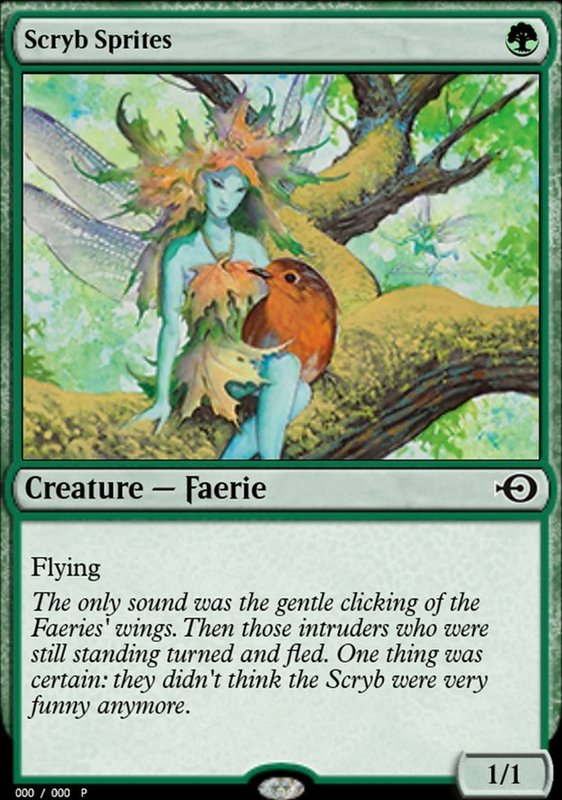 Scryb Sprites
Creature — Faerie
Flying
The only sound was the gentle clicking of the
Faeries' wings. Then those intruders who were
still standing turned and fled. One thing was
certain: they didn't think the Scryb were very
funny anymore.
1/1
000 / 000 P